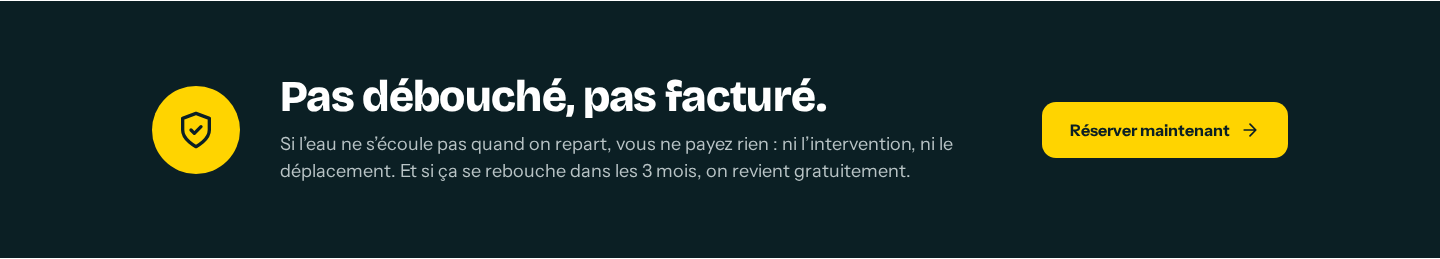 Pas débouché, pas facturé.
Si l’eau ne s’écoule pas quand on repart, vous ne payez rien : ni l’intervention, ni le
déplacement. Et si ça se rebouche dans les 3 mois, on revient gratuitement.
Réserver maintenant →